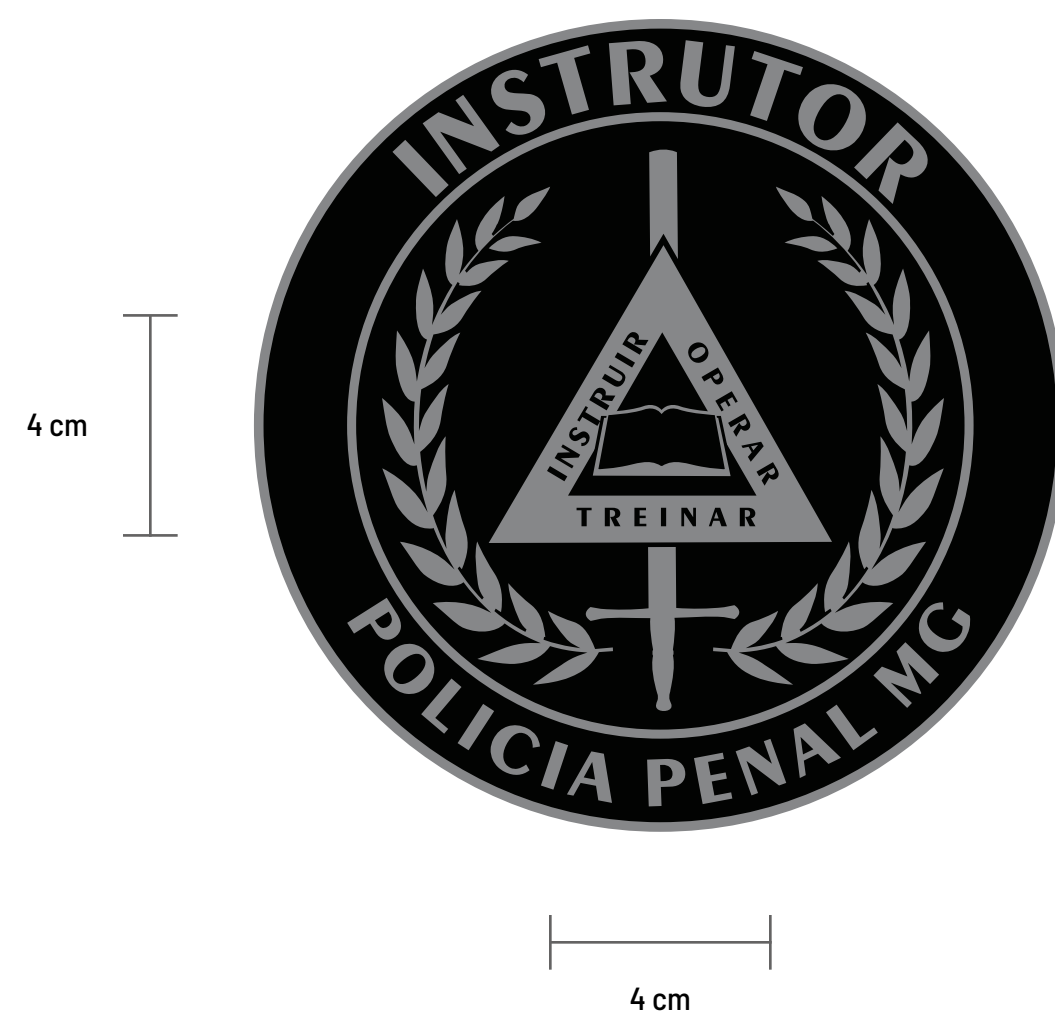 INSTRUTOR
INSTRUIR
OPERAR
TREINAR
4 cm
POLICIA PENAL MG
4 cm